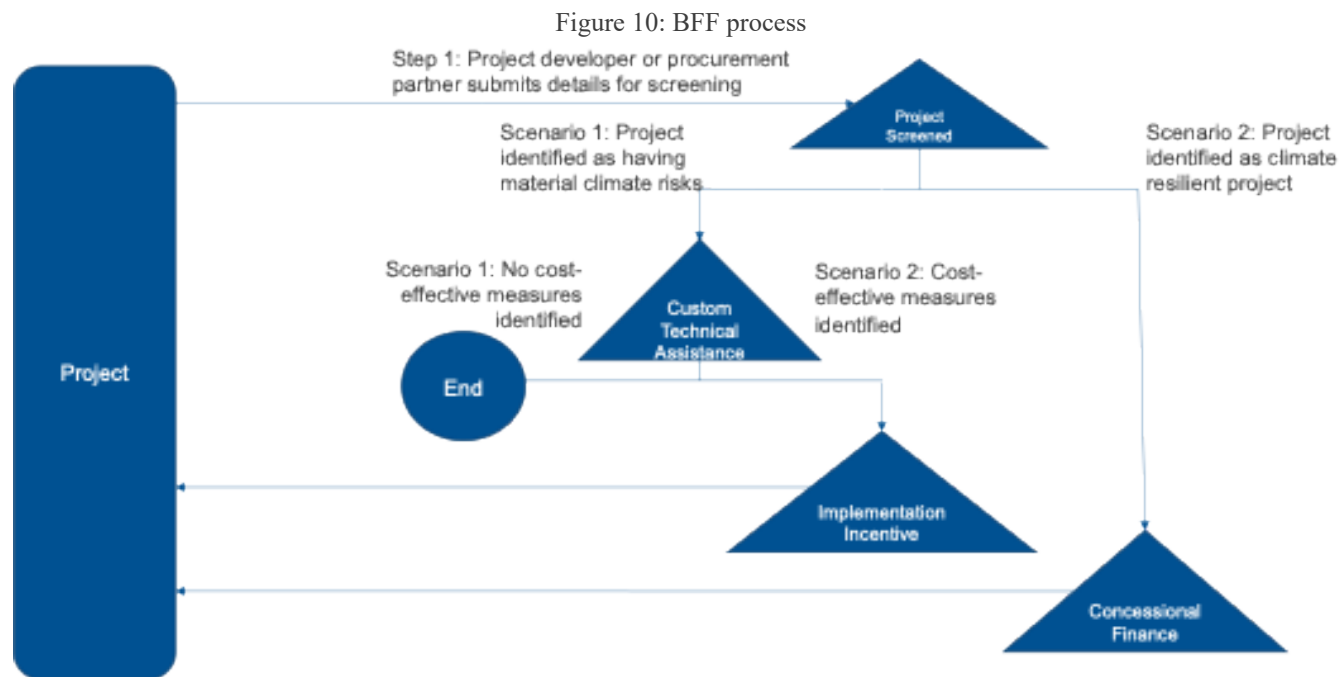 Figure 10: BFF process
Step 1: Project developer or procurement
partner submits details for screening
Project
Screened
Scenario 1: Project
identified as having
material climate risks
Scenario 2: Project
identified as climate
resilient project
Scenario 1: No cost-
effective measures
identified
Scenario 2: Cost-
effective measures
identified
Custom
Technical
Assistance
Project
End
Implementation
Incentive
Concessional
Finance